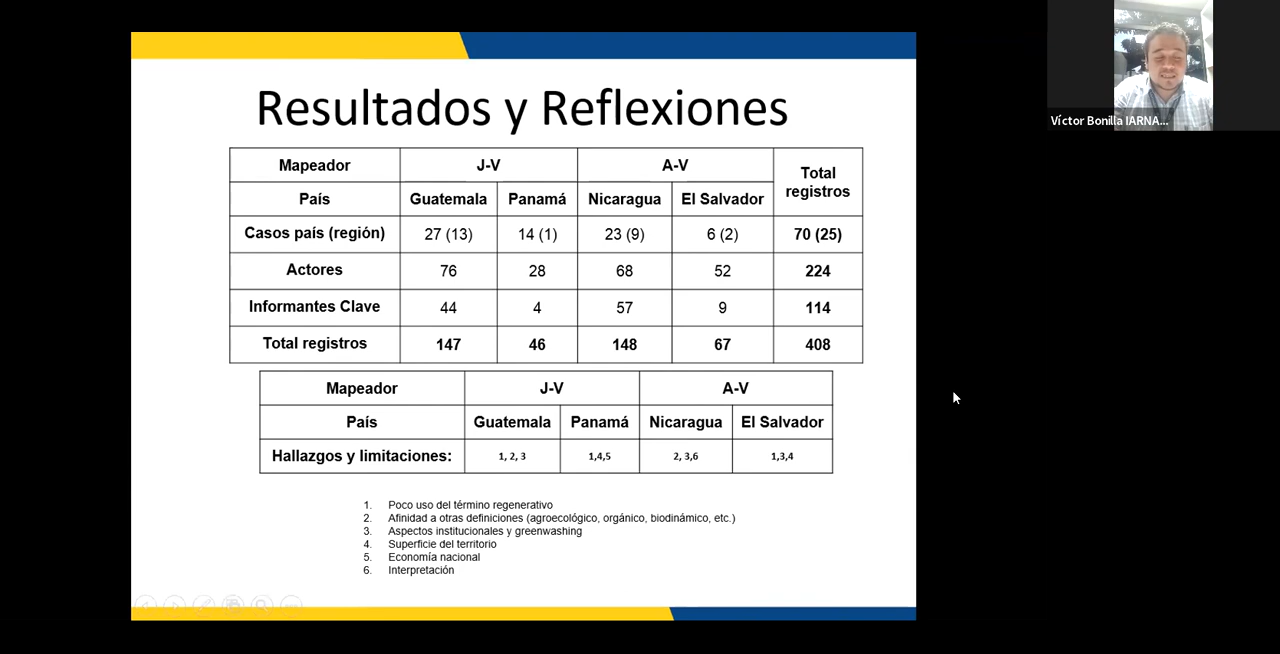 Resultados y Reflexiones
Mapeador J-V A-V Total registros
País Guatemala Panamá Nicaragua El Salvador
Casos país (región) 27 (13) 14 (1) 23 (9) 6 (2) 70 (25)
Actores 76 28 68 52 224
Informantes Clave 44 4 57 9 114
Total registros 147 46 148 67 408
Mapeador J-V A-V
País Guatemala Panamá Nicaragua El Salvador
Hallazgos y limitaciones: 1, 2, 3 1,4,5 2, 3,6 1,3,4
1. Poco uso del término regenerativo
2. Afinidad a otras definiciones (agroecológico, orgánico, biodinámico, etc.)
3. Aspectos institucionales y greenwashing
4. Superficie del territorio
5. Economía nacional
6. Interpretación
Víctor Bonilla IARNA...